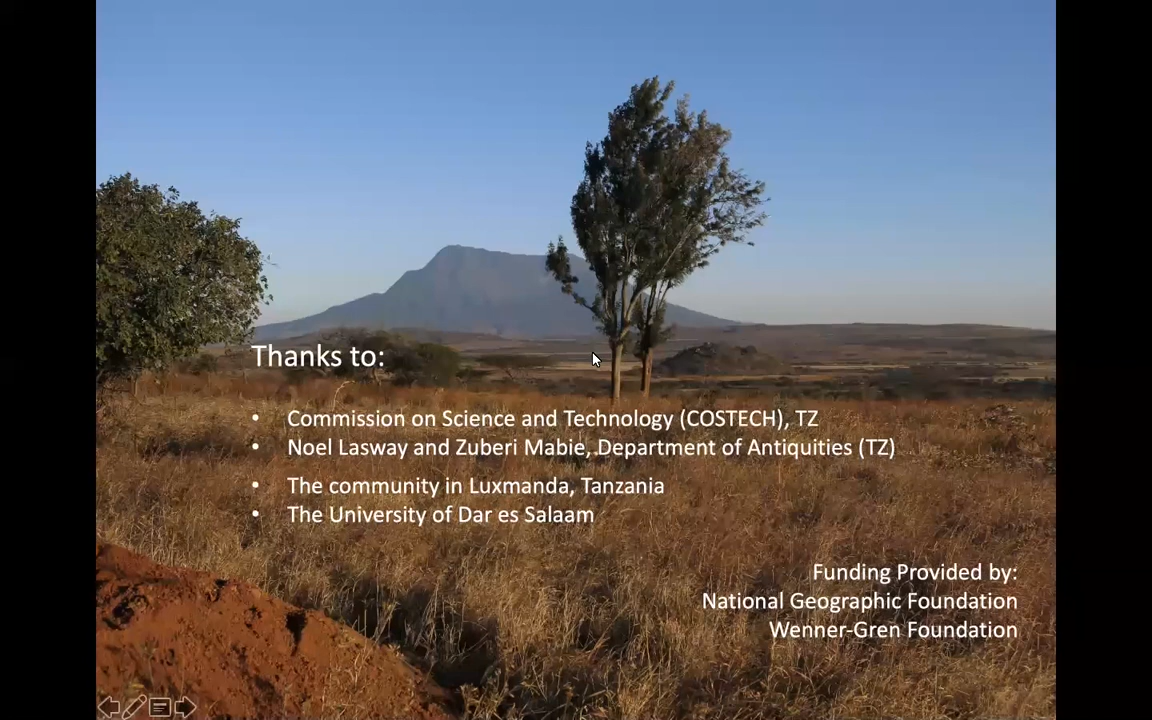 Thanks to:
• Commission on Science and Technology (COSTECH), TZ
• Noel Lasway and Zuberi Mabie, Department of Antiquities (TZ)
• The community in Luxmanda, Tanzania
• The University of Dar es Salaam
Funding Provided by:
National Geographic Foundation
Wenner-Gren Foundation